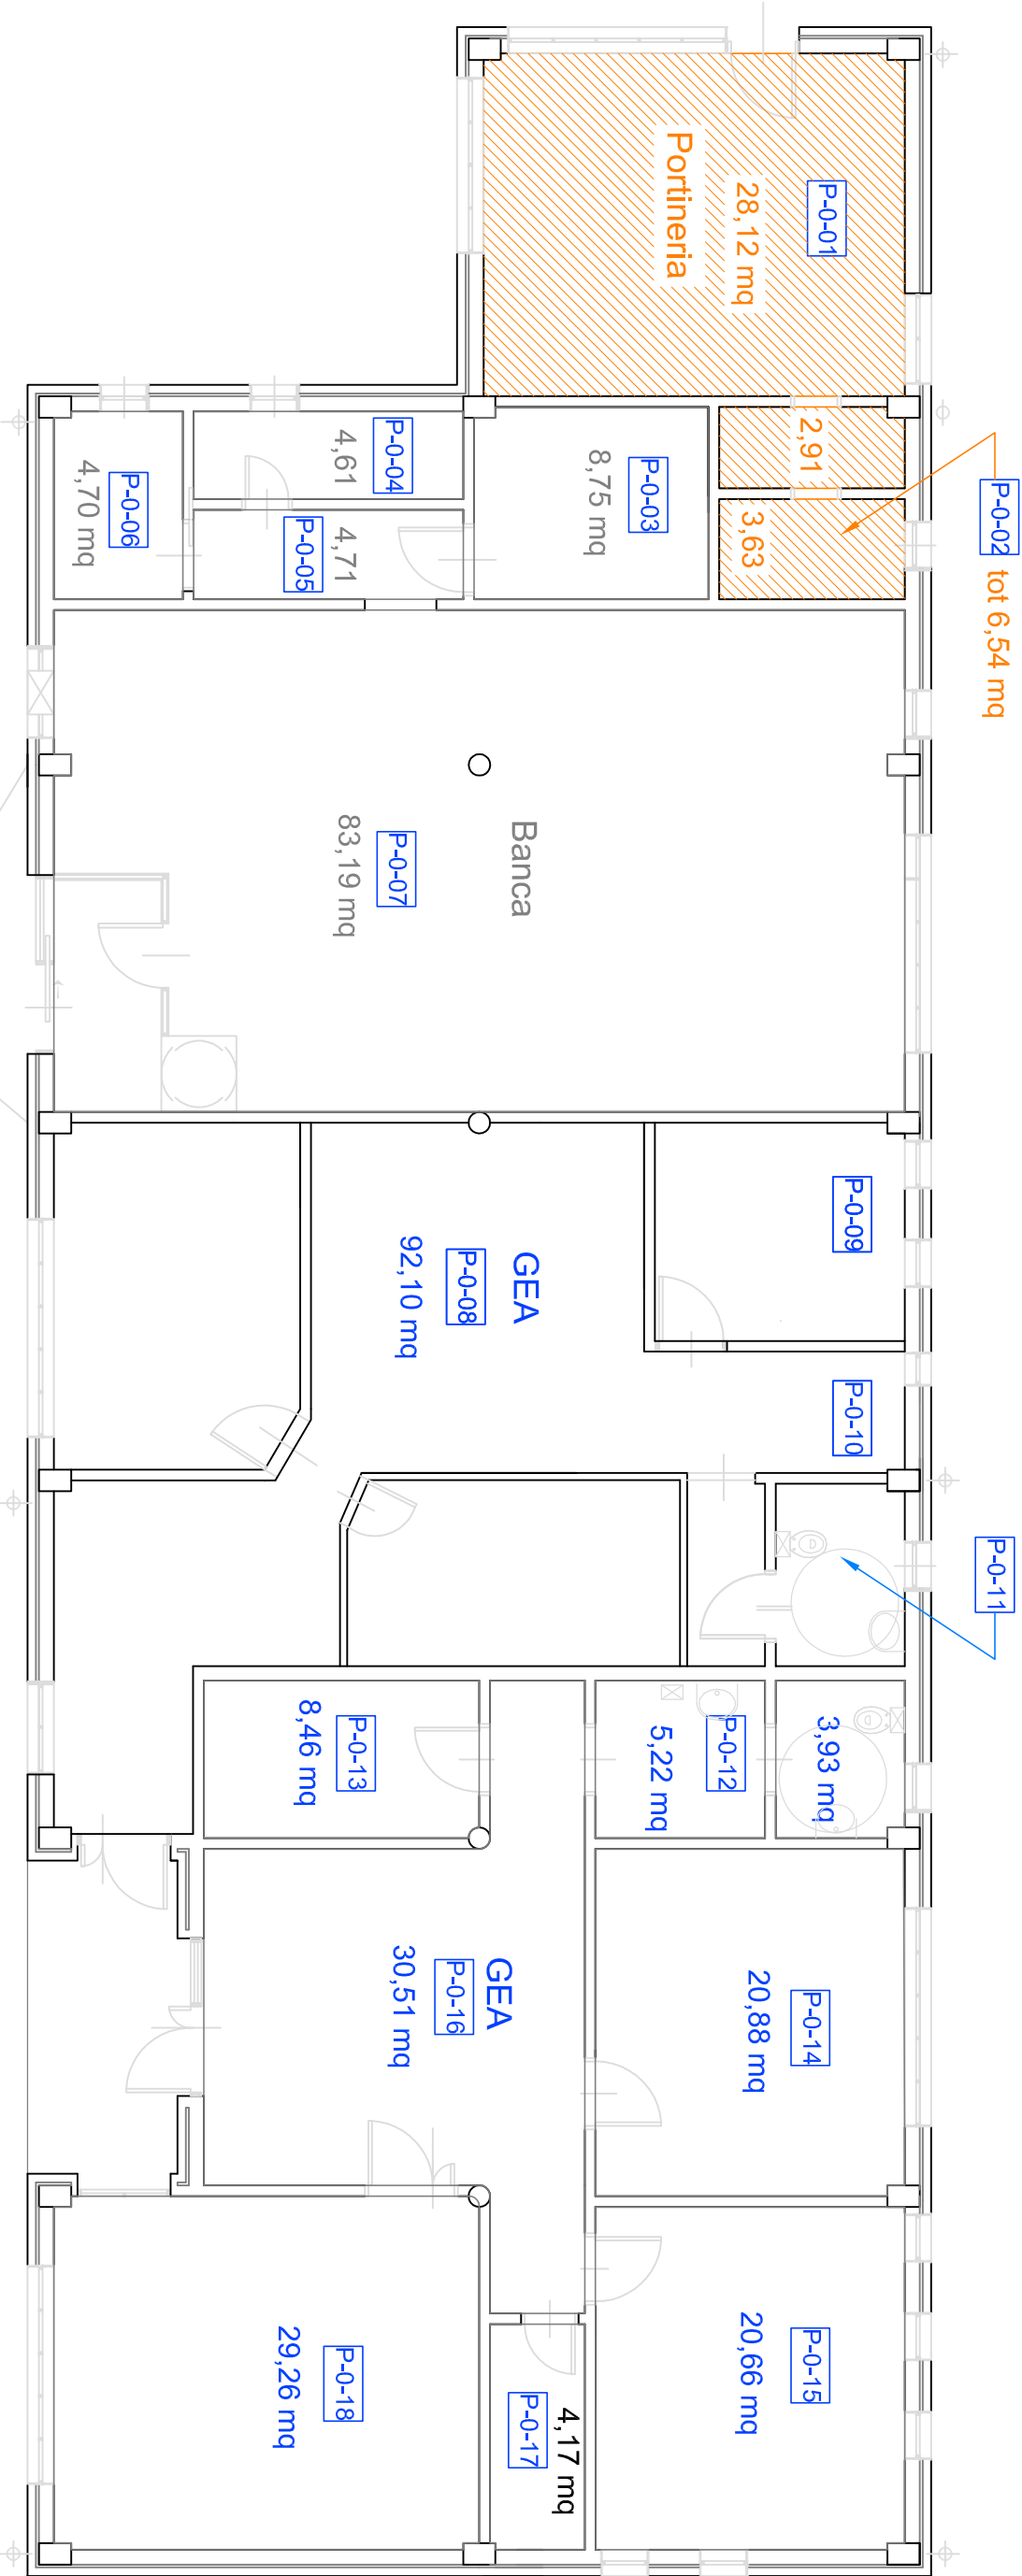 P-0-01
28,12 mq
Portineria
P-0-02
tot 6,54 mq
2,91
3,63
P-0-03
8,75 mq
P-0-04
4,61
4,71
P-0-05
P-0-06
4,70 mq
Banca
P-0-07
83,19 mq
P-0-09
GEA
P-0-08
92,10 mq
P-0-10
P-0-11
3,93 mq
P-0-12
5,22 mq
P-0-13
8,46 mq
P-0-14
20,88 mq
GEA
P-0-16
30,51 mq
P-0-15
20,66 mq
4,17 mq
P-0-17
P-0-18
29,26 mq